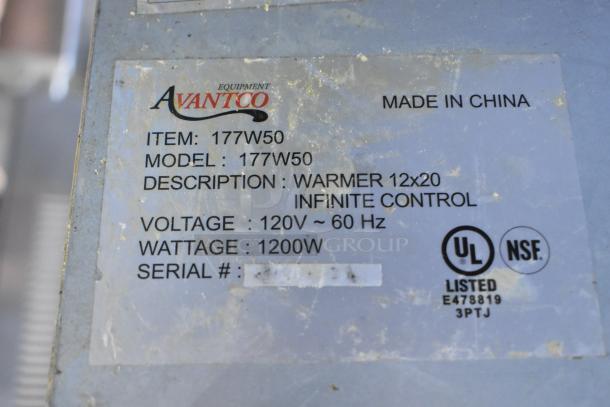 EQUIPMENT
AVANTCO
MADE IN CHINA
ITEM: 177W50
MODEL : 177W50
DESCRIPTION : WARMER 12x20
INFINITE CONTROL
VOLTAGE : 120V ~ 60 Hz
WATTAGE : 1200W
GROUP
SERIAL # :
UL
NSF
LISTED
E478819
3PTJ